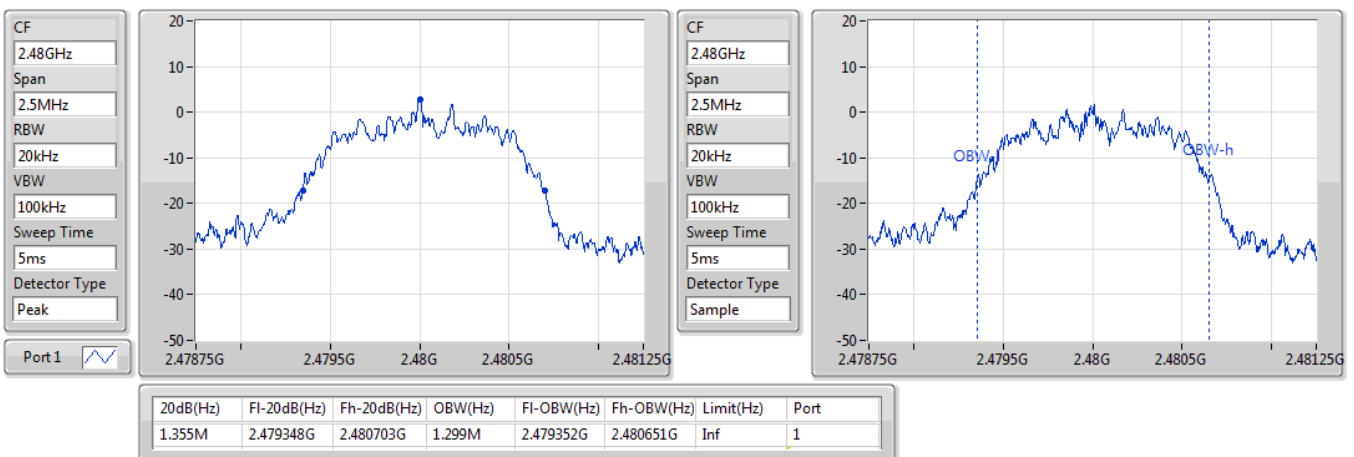 CF
2.48GHz
Span
2.5MHz
RBW
20kHz
VBW
100kHz
Sweep Time
5ms
Detector Type
Peak
Port 1
20
10
0
-10
-20
-30
-40
-50
2.47875G 2.4795G 2.48G 2.4805G 2.48125G
CF
2.48GHz
Span
2.5MHz
RBW
20kHz
VBW
100kHz
Sweep Time
5ms
Detector Type
Sample
20
10
0
-10
-20
-30
-40
-50
OBW-
OBW-h
2.47875G 2.4795G 2.48G 2.4805G 2.48125G
20dB(Hz) Fl-20dB(Hz) Fh-20dB(Hz) OBW(Hz) Fl-OBW(Hz) Fh-OBW(Hz) Limit(Hz) Port
1.355M 2.479348G 2.480703G 1.299M 2.479352G 2.480651G Inf 1